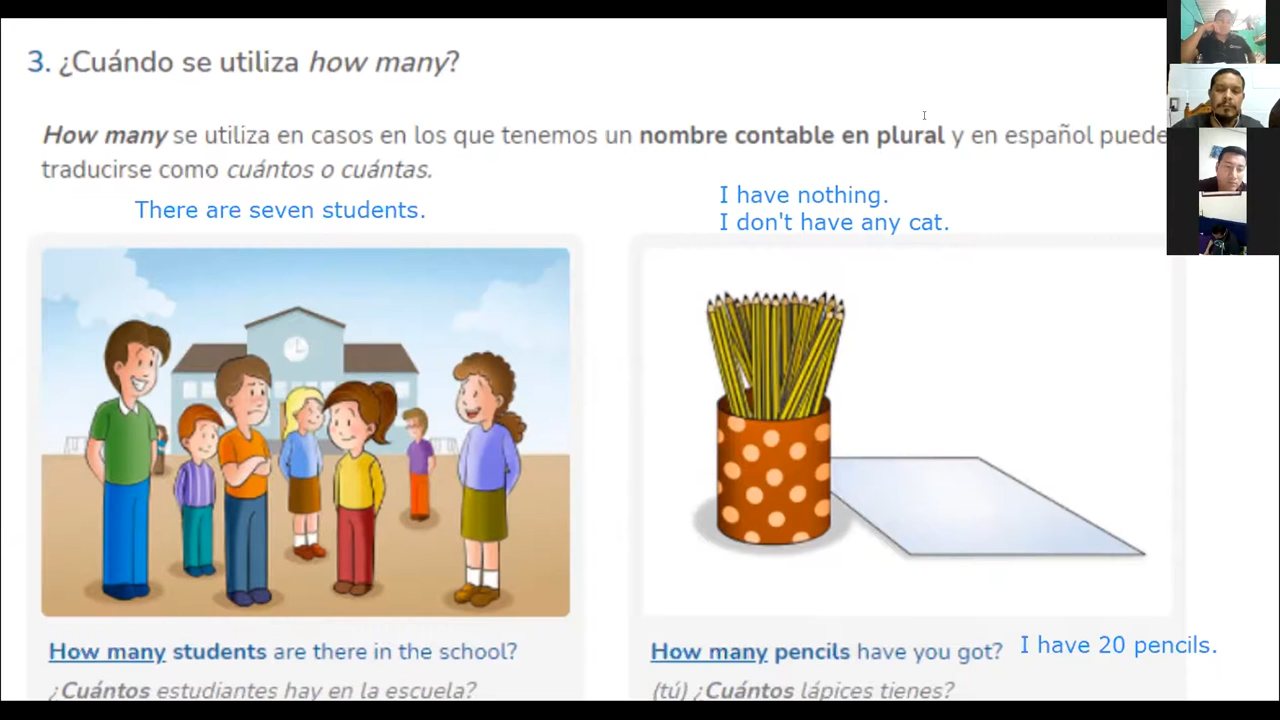 3. ¿Cuándo se utiliza how many?
How many se utiliza en casos en los que tenemos un nombre contable en plural y en español puede
traducirse como cuántos o cuántas.
There are seven students.
I have nothing.
I don't have any cat.
How many students are there in the school?
¿Cuántos estudiantes hay en la escuela?
How many pencils have you got?
I have 20 pencils.
(tú) ¿Cuántos lápices tienes?